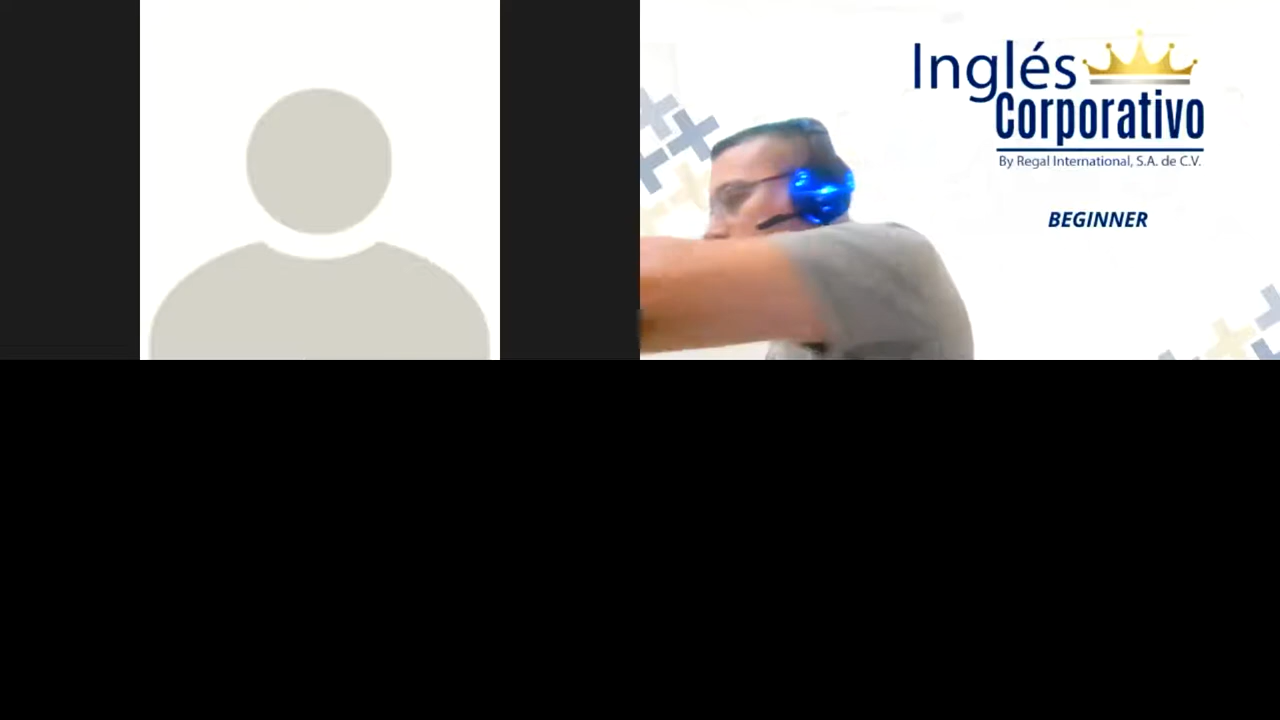 Inglés
Corporativo
By Regal International, S.A. de C.V.
BEGINNER